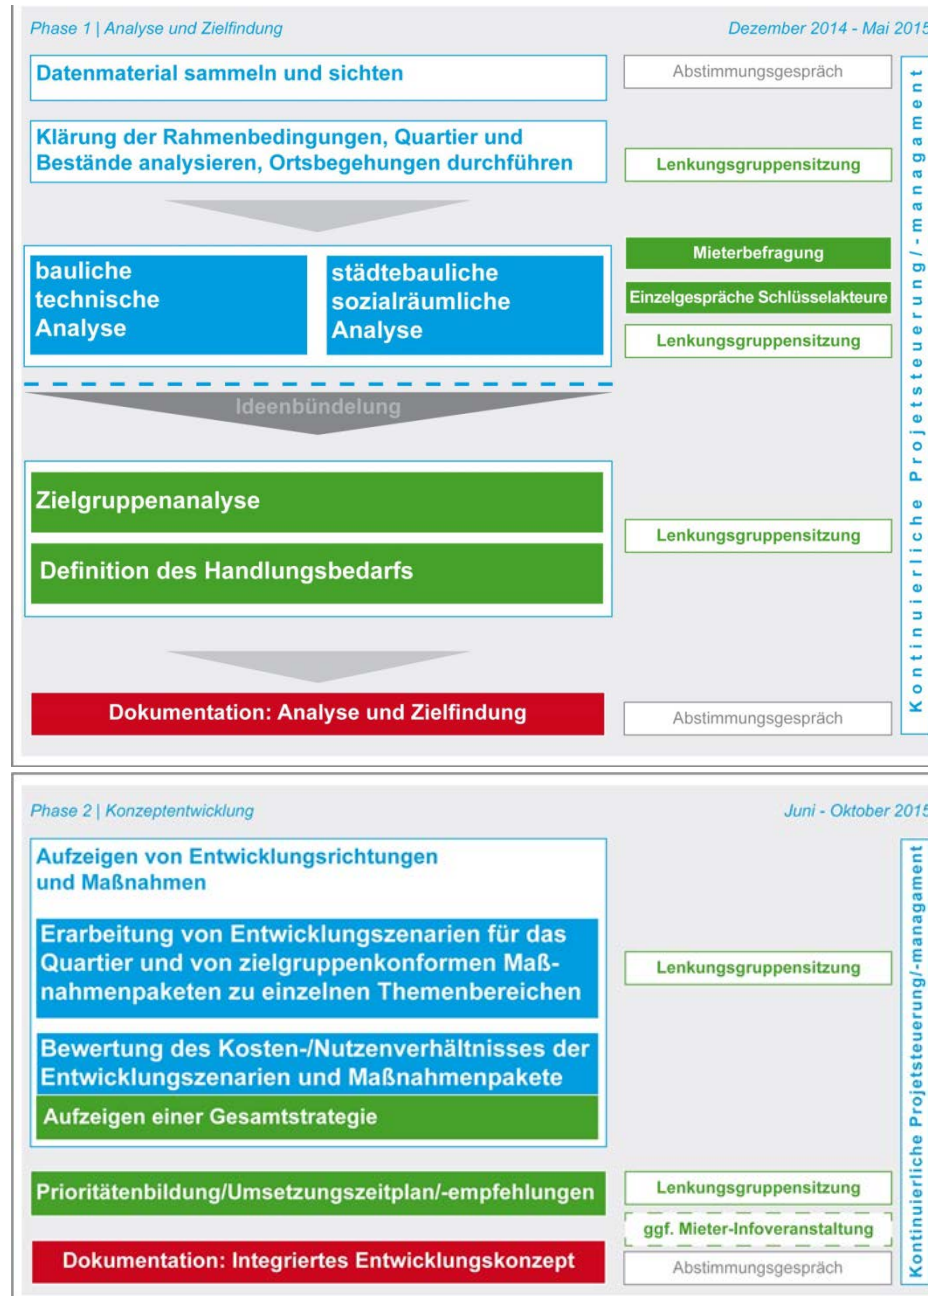 Phase 1 | Analyse und Zielfindung
Dezember 2014 - Mai 2015
Datenmaterial sammeln und sichten
Abstimmungsgespräch
Klärung der Rahmenbedingungen, Quartier und
Bestände analysieren, Ortsbegehungen durchführen
Lenkungsgruppensitzung
bauliche
technische
Analyse
städtebauliche
sozialräumliche
Analyse
Mieterbefragung
Einzelgespräche Schlüsselakteure
Lenkungsgruppensitzung
Ideenbündelung
Zielgruppenanalyse
Definition des Handlungsbedarfs
Lenkungsgruppensitzung
Dokumentation: Analyse und Zielfindung
Abstimmungsgespräch
Kontinuierliche Projetsteuerung/-managament
Phase 2 | Konzeptentwicklung
Juni - Oktober 2015
Aufzeigen von Entwicklungsrichtungen
und Maßnahmen
Erarbeitung von Entwicklungszenarien für das
Quartier und von zielgruppenkonformen Maß-
nahmenpaketen zu einzelnen Themenbereichen
Lenkungsgruppensitzung
Bewertung des Kosten-/Nutzenverhältnisses der
Entwicklungszenarien und Maßnahmenpakete
Aufzeigen einer Gesamtstrategie
Prioritätenbildung/Umsetzungszeitplan/-empfehlungen
Lenkungsgruppensitzung
ggf. Mieter-Infoveranstaltung
Dokumentation: Integriertes Entwicklungskonzept
Abstimmungsgespräch
Kontinuierliche Projetsteuerung/-managament